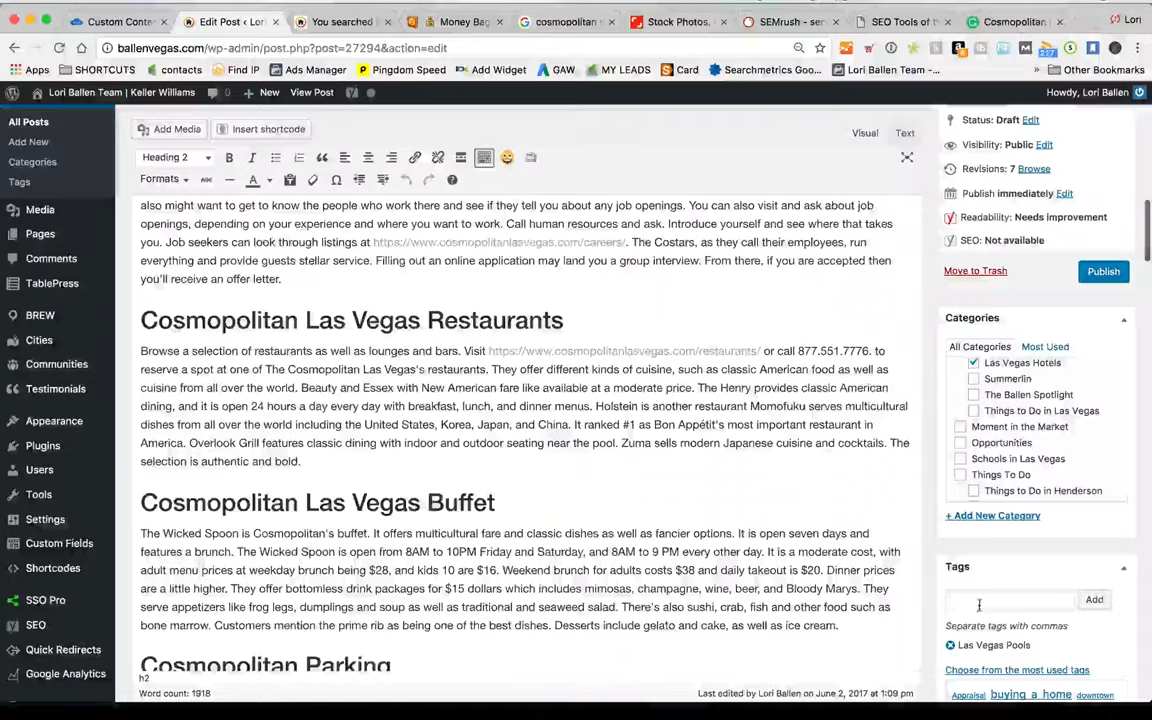 Custom Conte
Edit Post ‹ Lori
You searched
Money Bag
cosmopolitan
Stock Photos,
SEMrush - ser
SEO Tools of
Cosmopolitan
Lori
ballenvegas.com/wp-admin/post.php?post=27294&action=edit
Apps
SHORTCUTS
contacts
Find IP
Ads Manager
Pingdom Speed
Add Widget
GAW
MY LEADS
Card
Searchmetrics Goo...
Lori Ballen Team -...
»
Other Bookmarks
Lori Ballen Team | Keller Williams
0
New
View Post
Howdy, Lori Ballen
All Posts
Add New
Categories
Tags
Media
Pages
Comments
TablePress
BREW
Cities
Communities
Testimonials
Appearance
Plugins
Users
Tools
Settings
Custom Fields
Shortcodes
SSO Pro
SEO
Quick Redirects
Google Analytics
Add Media
Insert shortcode
Visual
Text
Heading 2
Formats
also might want to get to know the people who work there and see if they tell you about any job openings. You can also visit and ask about job
openings, depending on your experience and where you want to work. Call human resources and ask. Introduce yourself and see where that takes
you. Job seekers can look through listings at https://www.cosmopolitanlasvegas.com/careers/. The Costars, as they call their employees, run
everything and provide guests stellar service. Filling out an online application may land you a group interview. From there, if you are accepted then
you'll receive an offer letter.
Cosmopolitan Las Vegas Restaurants
Browse a selection of restaurants as well as lounges and bars. Visit https://www.cosmopolitanlasvegas.com/restaurants/ or call 877.551.7776. to
reserve a spot at one of The Cosmopolitan Las Vegas's restaurants. They offer different kinds of cuisine, such as classic American food as well as
cuisine from all over the world. Beauty and Essex with New American fare like available at a moderate price. The Henry provides classic American
dining, and it is open 24 hours a day every day with breakfast, lunch, and dinner menus. Holstein is another restaurant Momofuku serves multicultural
dishes from all over the world including the United States, Korea, Japan, and China. It ranked #1 as Bon Appétit's most important restaurant in
America. Overlook Grill features classic dining with indoor and outdoor seating near the pool. Zuma sells modern Japanese cuisine and cocktails. The
selection is authentic and bold.
Cosmopolitan Las Vegas Buffet
The Wicked Spoon is Cosmopolitan's buffet. It offers multicultural fare and classic dishes as well as fancier options. It is open seven days and
features a brunch. The Wicked Spoon is open from 8AM to 10PM Friday and Saturday, and 8AM to 9 PM every other day. It is a moderate cost, with
adult menu prices at weekday brunch being $28, and kids 10 are $16. Weekend brunch for adults costs $38 and daily takeout is $20. Dinner prices
are a little higher. They offer bottomless drink packages for $15 dollars which includes mimosas, champagne, wine, beer, and Bloody Marys. They
serve appetizers like frog legs, dumplings and soup as well as traditional and seaweed salad. There's also sushi, crab, fish and other food such as
bone marrow. Customers mention the prime rib as being one of the best dishes. Desserts include gelato and cake, as well as ice cream.
Cosmopolitan Parking
h2
Word count: 1918
Last edited by Lori Ballen on June 2, 2017 at 1:09 pm
Status: Draft Edit
Visibility: Public Edit
Revisions: 7 Browse
Publish immediately Edit
Readability: Needs improvement
SEO: Not available
Move to Trash
Publish
Categories
All Categories
Most Used
Las Vegas Hotels
Summerlin
The Ballen Spotlight
Things to Do in Las Vegas
Moment in the Market
Opportunities
Schools in Las Vegas
Things To Do
Things to Do in Henderson
+ Add New Category
Tags
Add
Separate tags with commas
Las Vegas Pools
Choose from the most used tags
Appraisal buying a home downtown